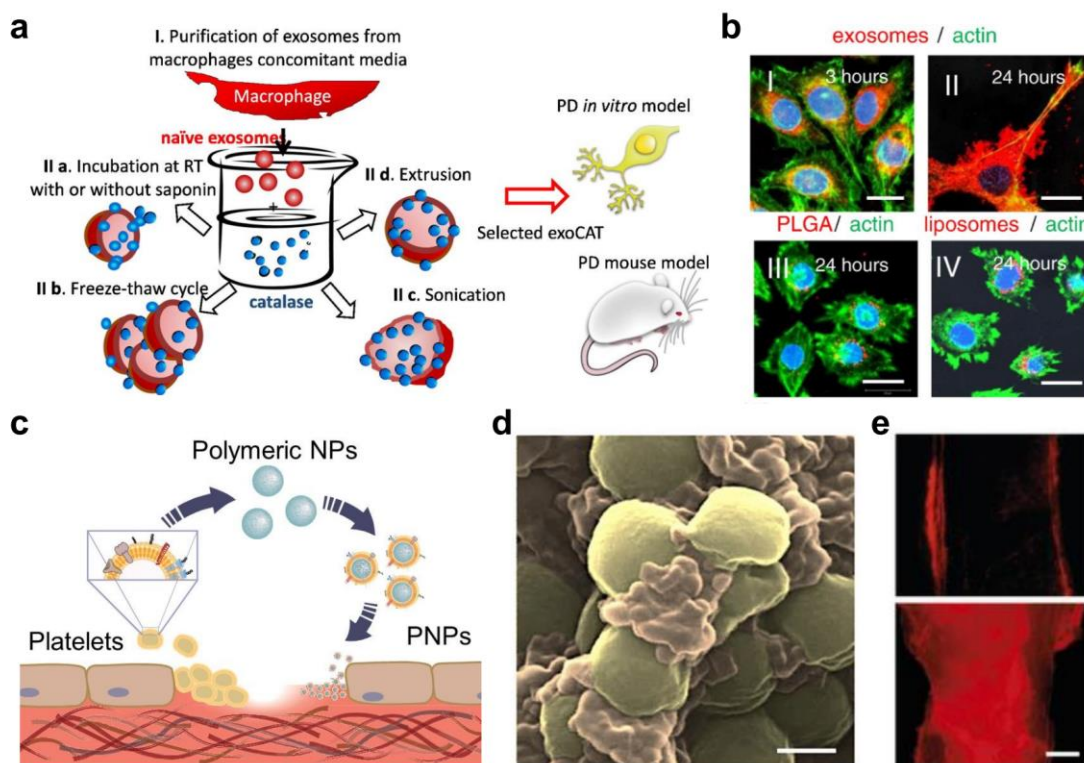 a
I. Purification of exosomes from
macrophages concomitant media
Macrophage
naïve exosomes
II a. Incubation at RT
with or without saponin
II d. Extrusion
+
II b. Freeze-thaw cycle
catalase
II c. Sonication
Selected exoCAT
PD in vitro model
PD mouse model
b
exosomes / actin
I
3 hours
II
24 hours
PLGA/ actin
liposomes / actin
III
24 hours
IV
24 hours
c
Polymeric NPs
Platelets
PNPs
d
e